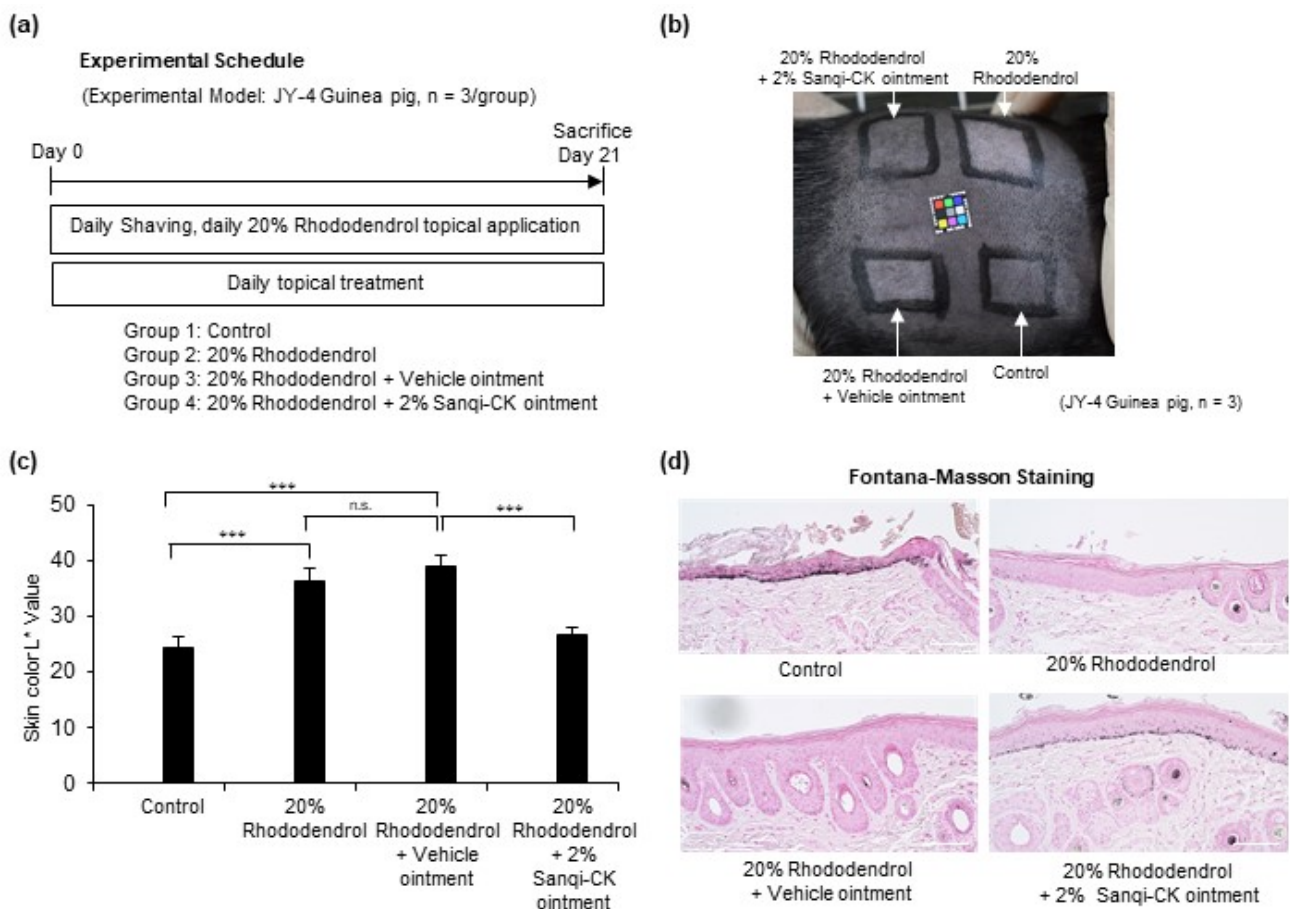 (a)
Experimental Schedule
(Experimental Model: JY-4 Guinea pig, n = 3/group)
Day 0
Sacrifice
Day 21
Daily Shaving, daily 20% Rhododendrol topical application
Daily topical treatment
Group 1: Control
Group 2: 20% Rhododendrol
Group 3: 20% Rhododendrol + Vehicle ointment
Group 4: 20% Rhododendrol + 2% Sanqi-CK ointment
(b)
20% Rhododendrol
+ 2% Sanqi-CK ointment
20%
Rhododendrol
20% Rhododendrol
+ Vehicle ointment
Control
(JY-4 Guinea pig, n = 3)
(c)
Skin color L* Value
50
40
30
20
10
0
***
***
n.s.
***
Control
20%
Rhododendrol
20%
Rhododendrol
+ Vehicle
ointment
20%
Rhododendrol
+ 2%
Sanqi-CK
ointment
(d)
Fontana-Masson Staining
Control
20% Rhododendrol
20% Rhododendrol
+ Vehicle ointment
20% Rhododendrol
+ 2% Sanqi-CK ointment